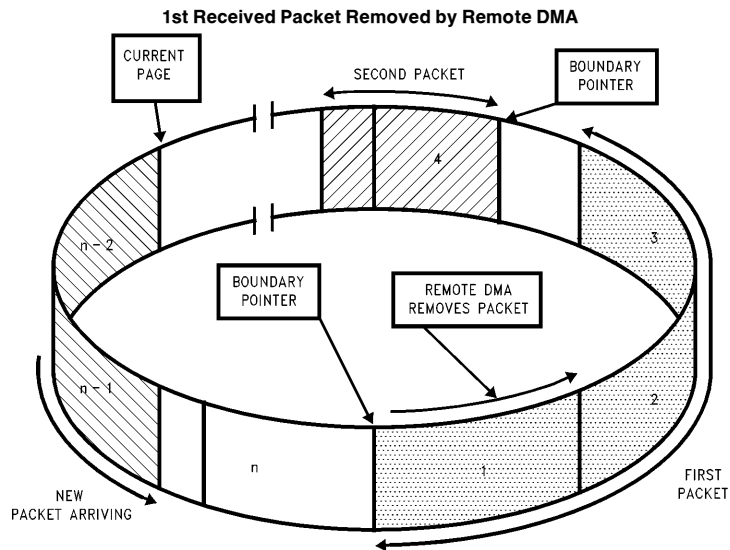 1st Received Packet Removed by Remote DMA
CURRENT
PAGE
SECOND PACKET
BOUNDARY
POINTER
4
n-2
3
BOUNDARY
POINTER
REMOTE DMA
REMOVES PACKET
n-1
2
n
1
NEW
PACKET ARRIVING
FIRST
PACKET